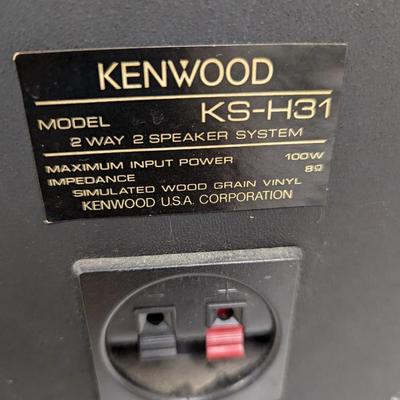 KENWOOD
MODEL KS-H31
2 WAY 2 SPEAKER SYSTEM
MAXIMUM INPUT POWER 100W
IMPEDANCE 8Ω
SIMULATED WOOD GRAIN VINYL
KENWOOD U.S.A. CORPORATION